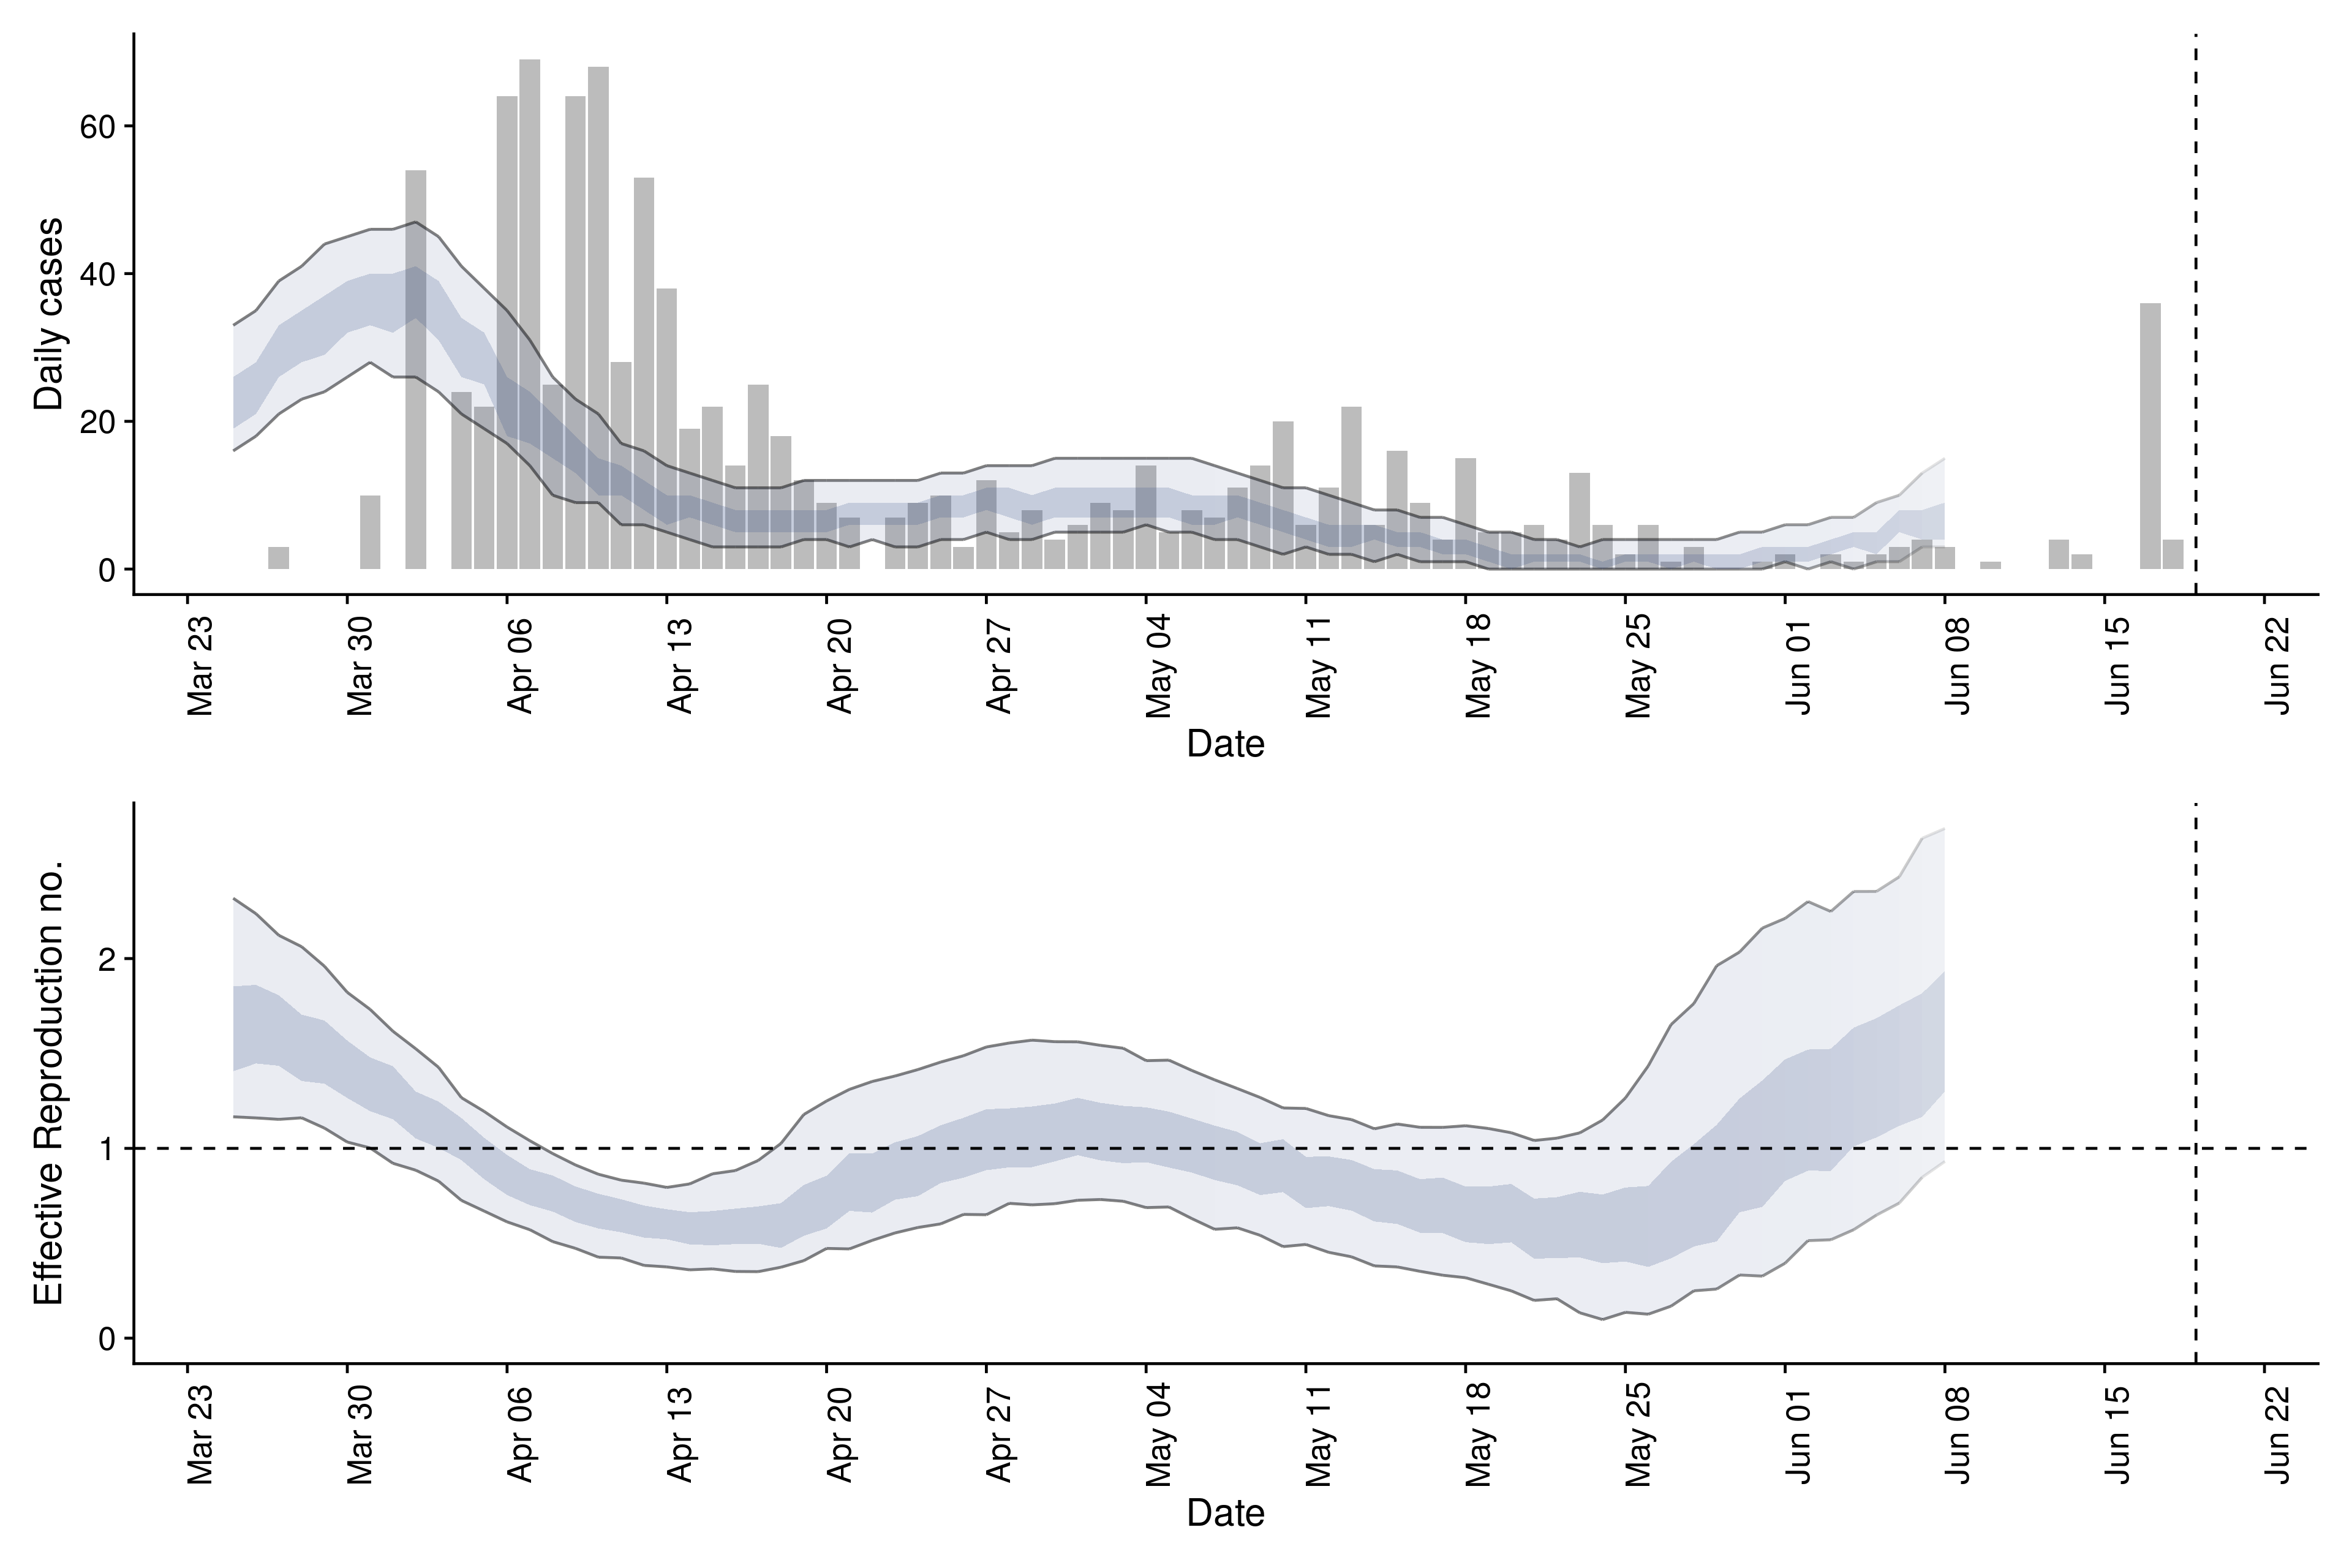 Daily cases
60
40
20
0
Mar 23
Mar 30
Apr 06
Apr 13
Apr 20
Apr 27
May 04
May 11
May 18
May 25
Jun 01
Jun 08
Jun 15
Jun 22
Date
Effective Reproduction no.
2
1
0
Mar 23
Mar 30
Apr 06
Apr 13
Apr 20
Apr 27
May 04
May 11
May 18
May 25
Jun 01
Jun 08
Jun 15
Jun 22
Date